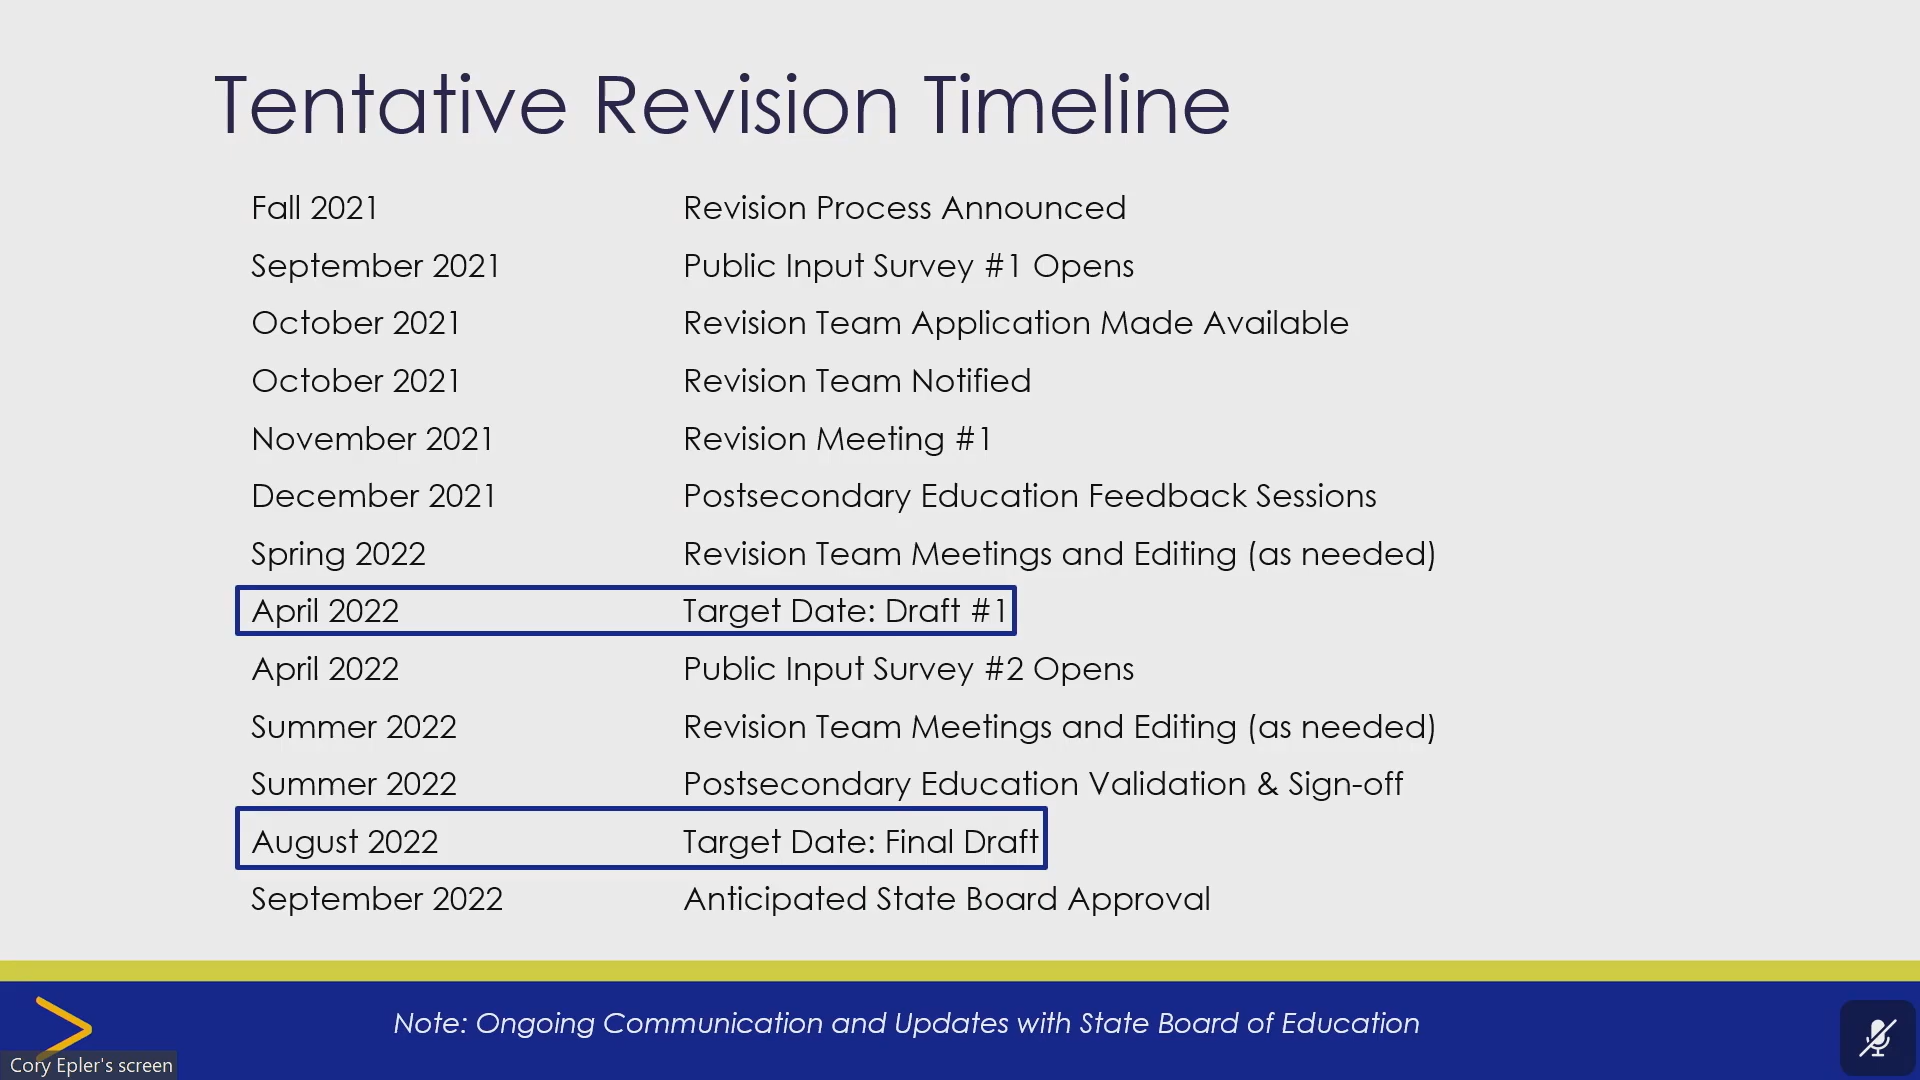 Tentative Revision Timeline
Fall 2021 Revision Process Announced
September 2021 Public Input Survey #1 Opens
October 2021 Revision Team Application Made Available
October 2021 Revision Team Notified
November 2021 Revision Meeting #1
December 2021 Postsecondary Education Feedback Sessions
Spring 2022 Revision Team Meetings and Editing (as needed)
April 2022 Target Date: Draft #1
April 2022 Public Input Survey #2 Opens
Summer 2022 Revision Team Meetings and Editing (as needed)
Summer 2022 Postsecondary Education Validation & Sign-off
August 2022 Target Date: Final Draft
September 2022 Anticipated State Board Approval
Note: Ongoing Communication and Updates with State Board of Education
Cory Epler's screen